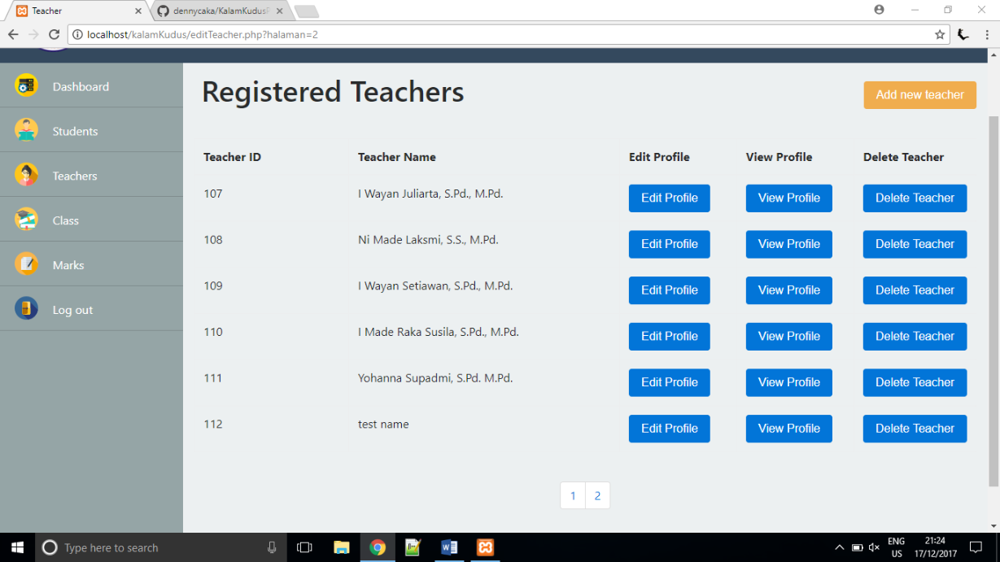 Teacher
dennycaka/KalamKudus
localhost/kalamKudus/editTeacher.php?halaman=2
Dashboard
Students
Teachers
Class
Marks
Log out
Registered Teachers
Add new teacher
Teacher ID Teacher Name Edit Profile View Profile Delete Teacher
107 I Wayan Juliarta, S.Pd., M.Pd. Edit Profile View Profile Delete Teacher
108 Ni Made Laksmi, S.S., M.Pd. Edit Profile View Profile Delete Teacher
109 I Wayan Setiawan, S.Pd., M.Pd. Edit Profile View Profile Delete Teacher
110 I Made Raka Susila, S.Pd., M.Pd. Edit Profile View Profile Delete Teacher
111 Yohanna Supadmi, S.Pd. M.Pd. Edit Profile View Profile Delete Teacher
112 test name Edit Profile View Profile Delete Teacher
1 2
Type here to search
ENG 21:24
US 17/12/2017